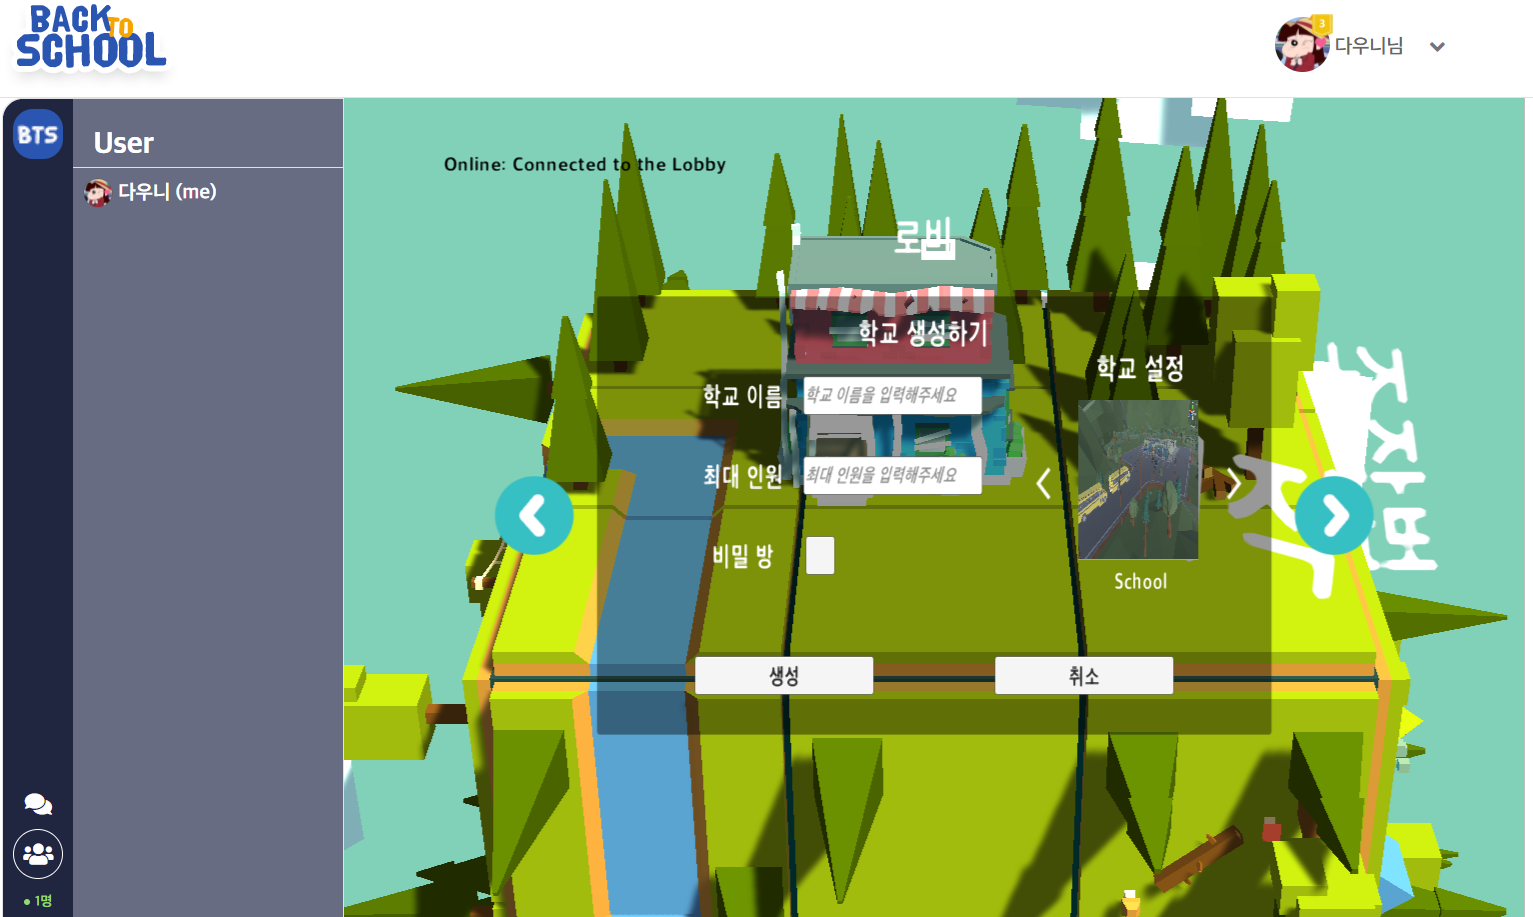 BACK TO SCHOOL
3
다우니님
BTS
User
다우니 (me)
Online: Connected to the Lobby
로비
학교 생성하기
학교 설정
학교 이름
학교 이름을 입력해주세요
최대 인원
최대 인원을 입력해주세요
비밀 방
School
생성
취소
1명